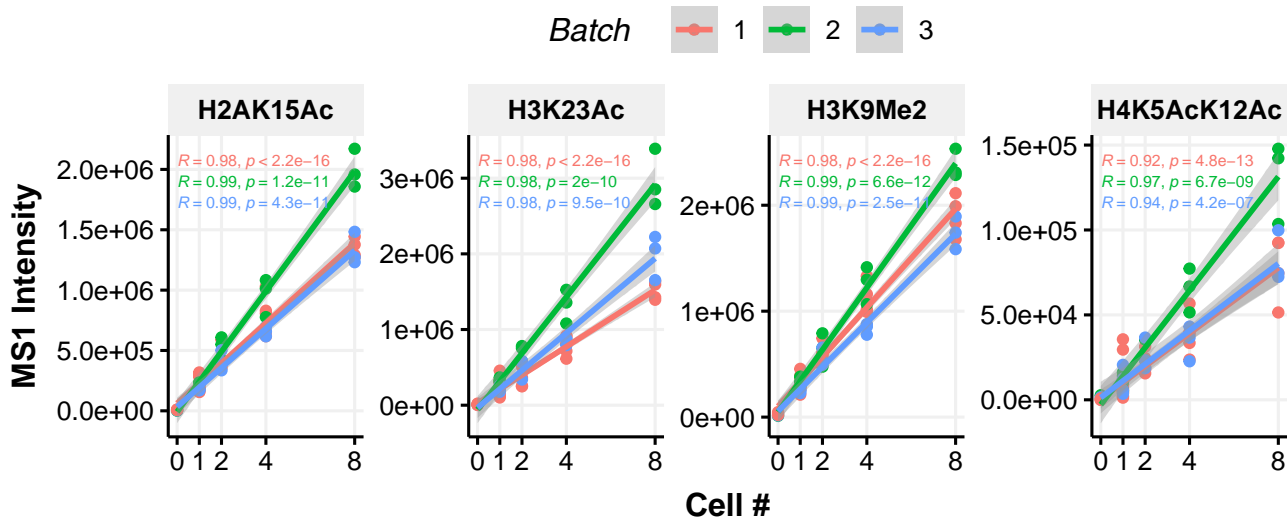 Batch 1 2 3
H2AK15Ac
H3K23Ac
H3K9Me2
H4K5AcK12Ac
MS1 Intensity
2.0e+06
1.5e+06
1.0e+06
5.0e+05
0.0e+00
R = 0.98, p < 2.2e−16
R = 0.99, p = 1.2e−11
R = 0.99, p = 4.3e−11
0 1 2 4 8
3e+06
2e+06
1e+06
0e+00
R = 0.98, p < 2.2e−16
R = 0.98, p = 2e−10
R = 0.98, p = 9.5e−10
0 1 2 4 8
2e+06
1e+06
0e+00
R = 0.98, p < 2.2e−16
R = 0.99, p = 6.6e−12
R = 0.99, p = 2.5e−11
0 1 2 4 8
1.5e+05
1.0e+05
5.0e+04
0.0e+00
R = 0.92, p = 4.8e−13
R = 0.97, p = 6.7e−09
R = 0.94, p = 4.2e−07
0 1 2 4 8
Cell #